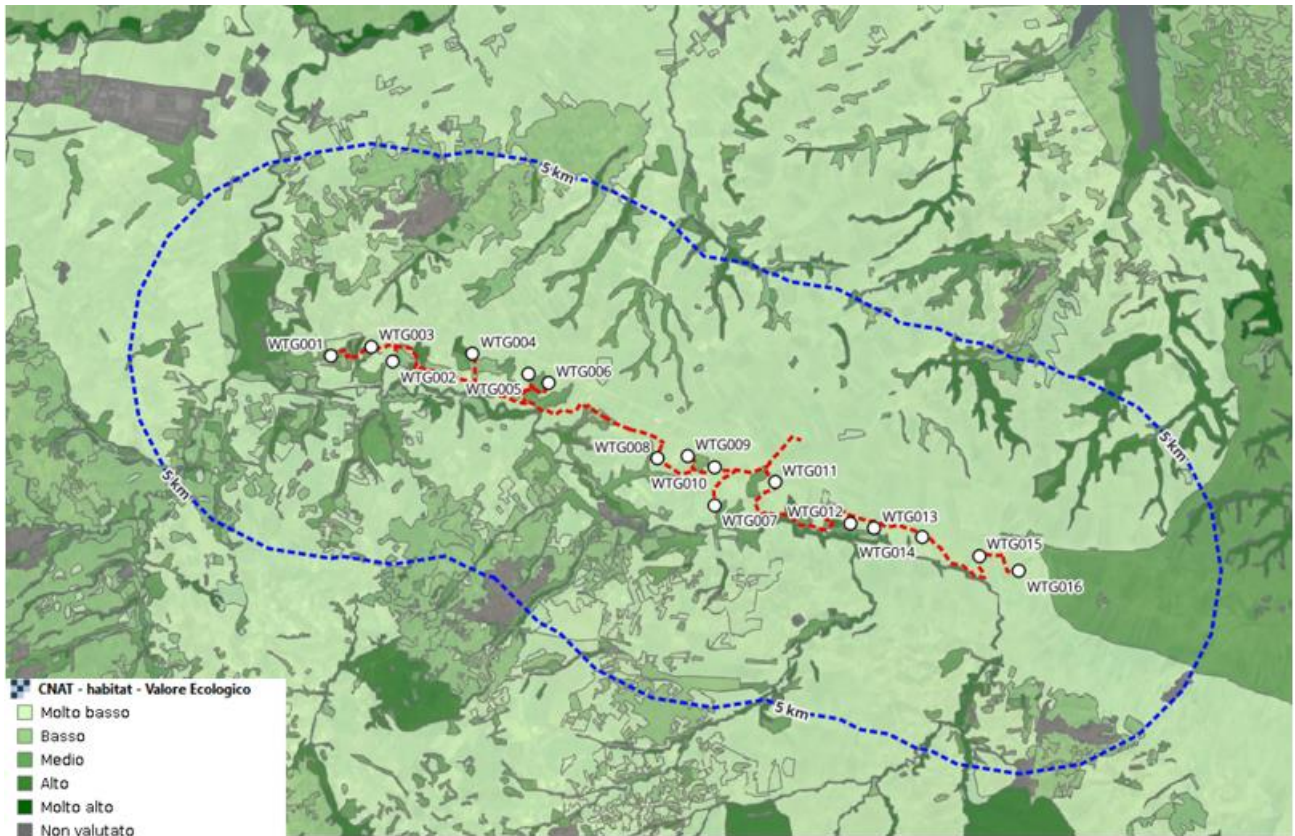 5 km
WTG001
WTG003
WTG004
WTG002
WTG005
WTG006
5 km
5 km
WTG008
WTG009
WTG010
WTG011
WTG007
WTG012
WTG013
WTG014
WTG015
WTG016
5 km
CNAT - habitat - Valore Ecologico
Molto basso
Basso
Medio
Alto
Molto alto
Non valutato